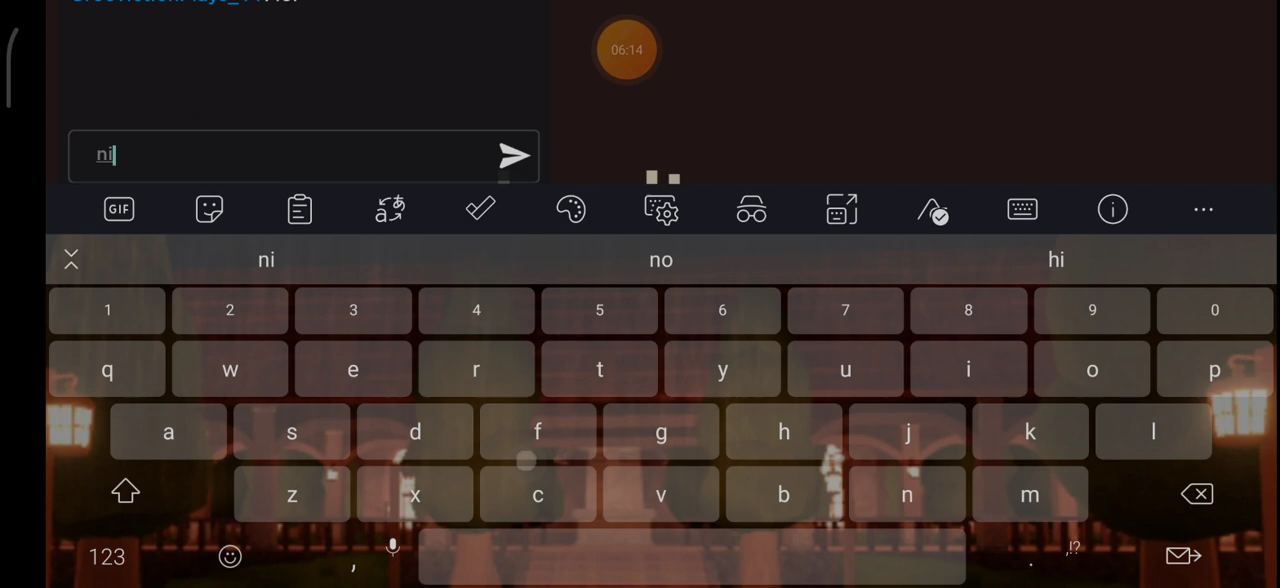 06:14
ni
GIF
ni no hi
1 2 3 4 5 6 7 8 9 0
q w e r t y u i o p
a s d f g h j k l
z x c v b n m
123 , . ,!?